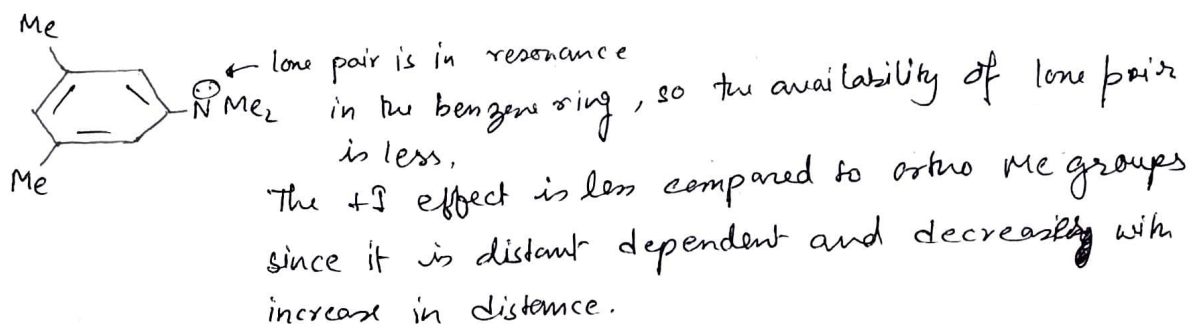 Me
Me
N̈Me₂
← lone pair is in resonance
in the benzene ring, so the availability of lone pair
is less,
The +I effect is less compared to ortho Me groups
since it is distant dependent and decreasing with
increase in distance.